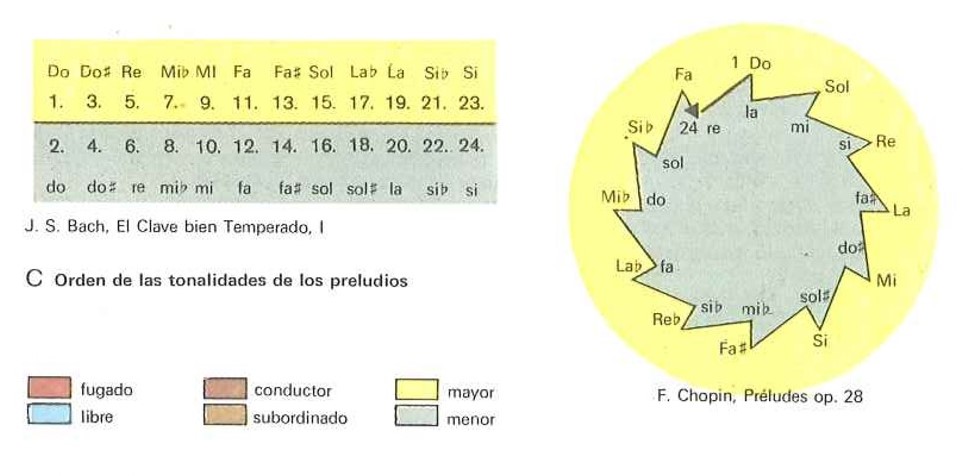 Do Do♯ Re Mi♭ MI Fa Fa♯ Sol La♭ La Si♭ Si
1. 3. 5. 7. 9. 11. 13. 15. 17. 19. 21. 23.
2. 4. 6. 8. 10. 12. 14. 16. 18. 20. 22. 24.
do do♯ re mi♭ mi fa fa♯ sol sol♯ la si♭ si
J. S. Bach, El Clave bien Temperado, I
C Orden de las tonalidades de los preludios
fugado
libre
conductor
subordinado
mayor
menor
1 Do
la
Sol
mi
Re
si
La
fa♯
Mi
do♯
Si
sol♯
Fa♯
mi♭
Re♭
si♭
La♭
fa
Mi♭
do
Si♭
sol
Fa
24 re
F. Chopin, Préludes op. 28